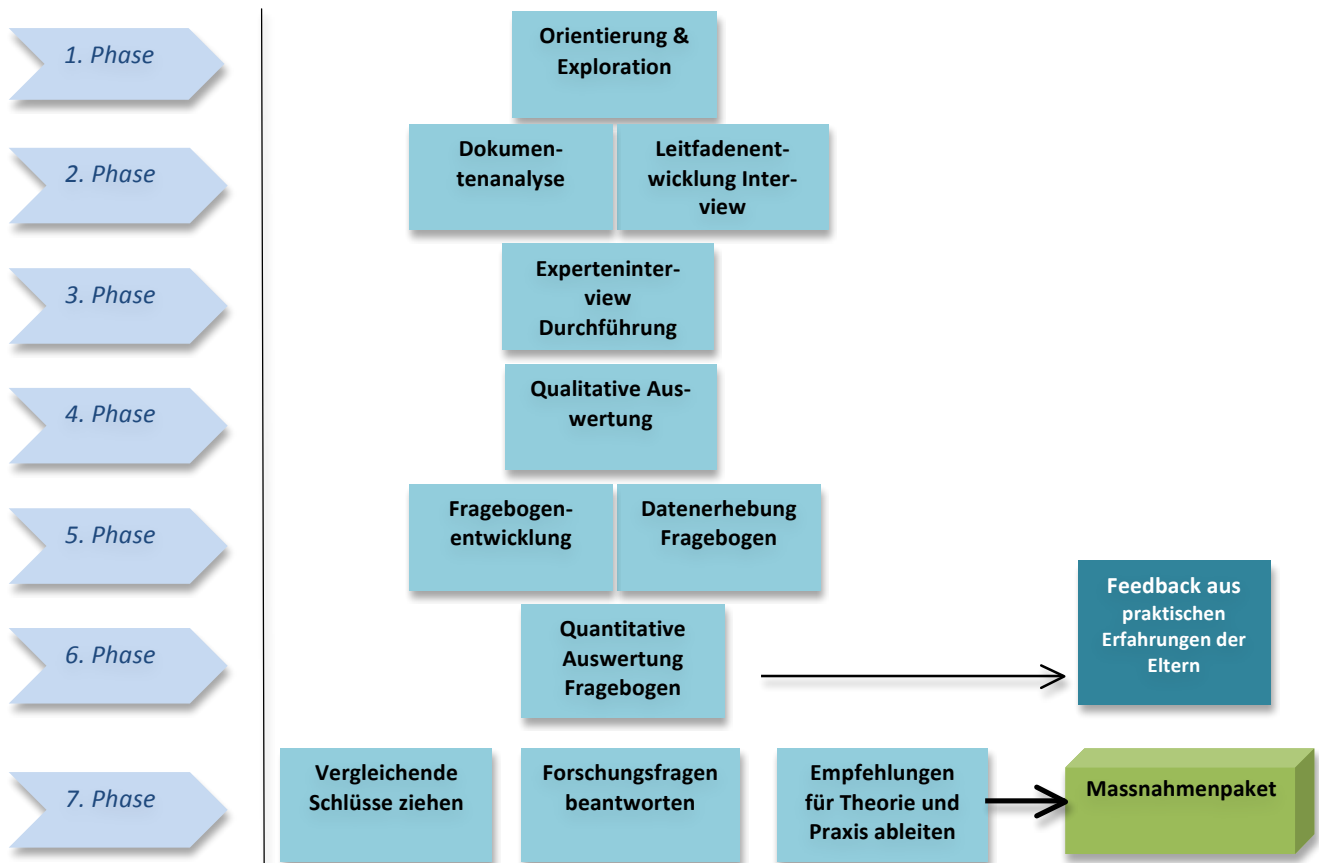 1. Phase
Orientierung &
Exploration
2. Phase
Dokumen-
tenanalyse
Leitfadenent-
wicklung Inter-
view
3. Phase
Experteninter-
view
Durchführung
4. Phase
Qualitative Aus-
wertung
5. Phase
Fragebogen-
entwicklung
Datenerhebung
Fragebogen
6. Phase
Quantitative
Auswertung
Fragebogen
Feedback aus
praktischen
Erfahrungen der
Eltern
7. Phase
Vergleichende
Schlüsse ziehen
Forschungsfragen
beantworten
Empfehlungen
für Theorie und
Praxis ableiten
Massnahmenpaket